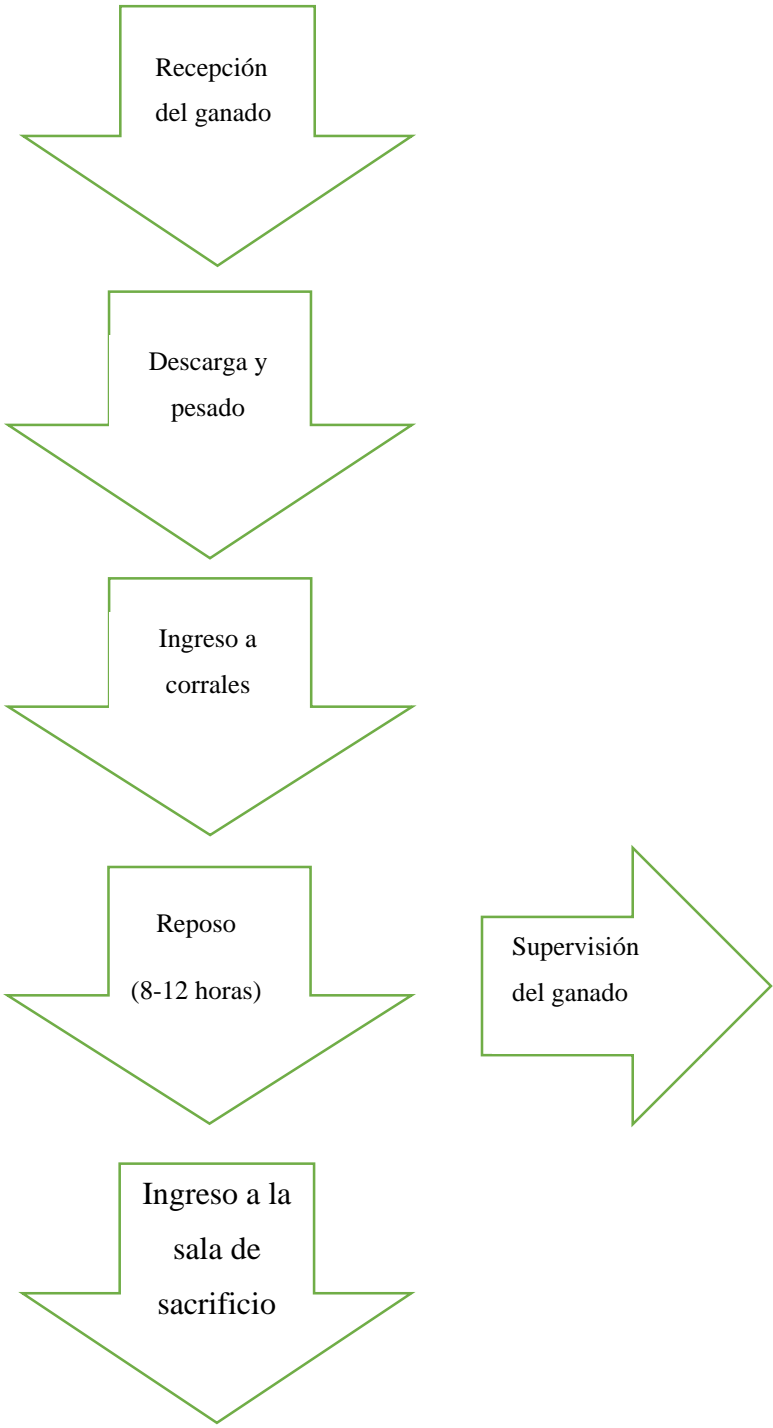 Recepción
del ganado
Descarga y
pesado
Ingreso a
corrales
Reposo
(8-12 horas)
Supervisión
del ganado
Ingreso a la
sala de
sacrificio